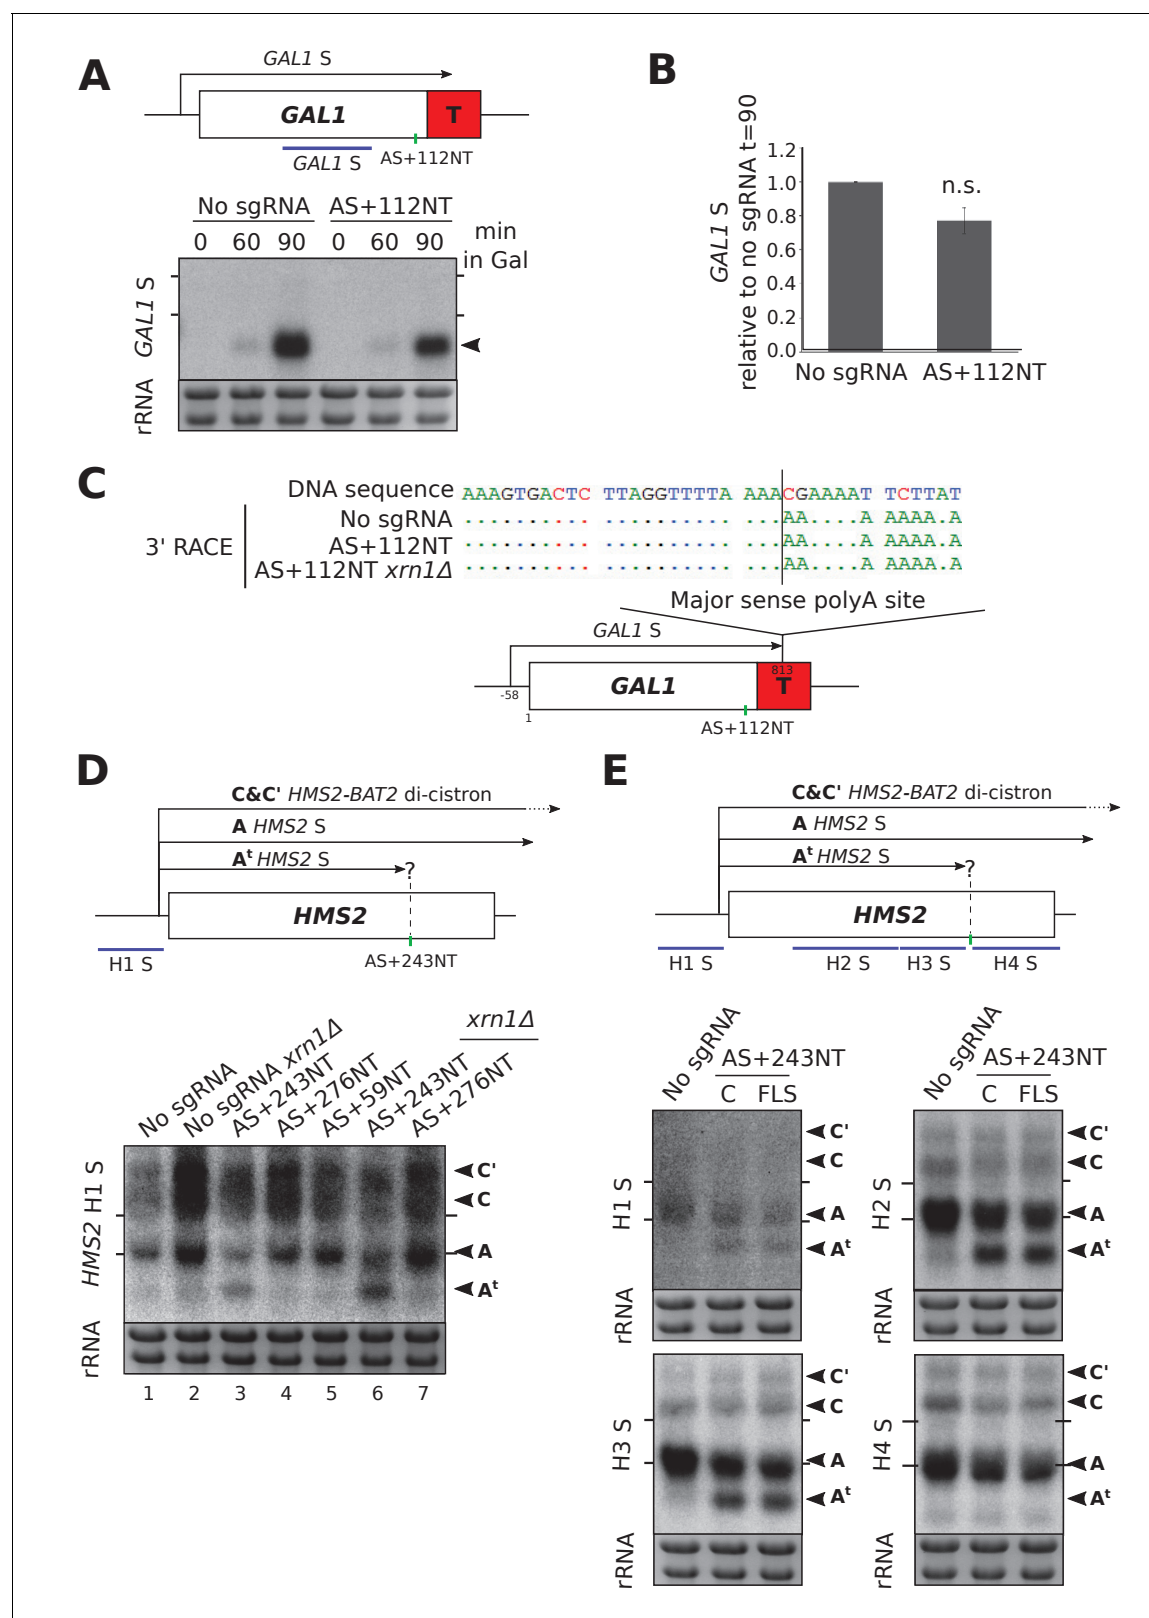 A
GAL1 S
GAL1
T
GAL1 S
AS+112NT
No sgRNA
AS+112NT
0
60
90
0
60
90
min
in Gal
GAL1 S
rRNA
B
GAL1 S
relative to no sgRNA t=90
1.2
1.0
0.8
0.6
0.4
0.2
0.0
n.s.
No sgRNA
AS+112NT
C
DNA sequence
AAAGTGACTC TTAGGTTTTA AAACGAAAAT TCTTAT
3' RACE
No sgRNA
.......... .......... ...AA....A AAAA.A
AS+112NT
.......... .......... ...AA....A AAAA.A
AS+112NT xrn1Δ
.......... .......... ...AA....A AAAA.A
Major sense polyA site
GAL1 S
813
GAL1
T
-58
1
AS+112NT
D
C&C' HMS2-BAT2 di-cistron
A HMS2 S
Aᵗ HMS2 S
?
HMS2
H1 S
AS+243NT
xrn1Δ
No sgRNA
No sgRNA xrn1Δ
AS+243NT
AS+276NT
AS+59NT
AS+243NT
AS+276NT
HMS2 H1 S
C'
C
A
Aᵗ
rRNA
1
2
3
4
5
6
7
E
C&C' HMS2-BAT2 di-cistron
A HMS2 S
Aᵗ HMS2 S
?
HMS2
H1 S
H2 S
H3 S
H4 S
No sgRNA
AS+243NT
C
FLS
H1 S
C'
C
A
Aᵗ
rRNA
No sgRNA
AS+243NT
C
FLS
H2 S
C'
C
A
Aᵗ
rRNA
H3 S
C'
C
A
Aᵗ
rRNA
H4 S
C'
C
A
Aᵗ
rRNA